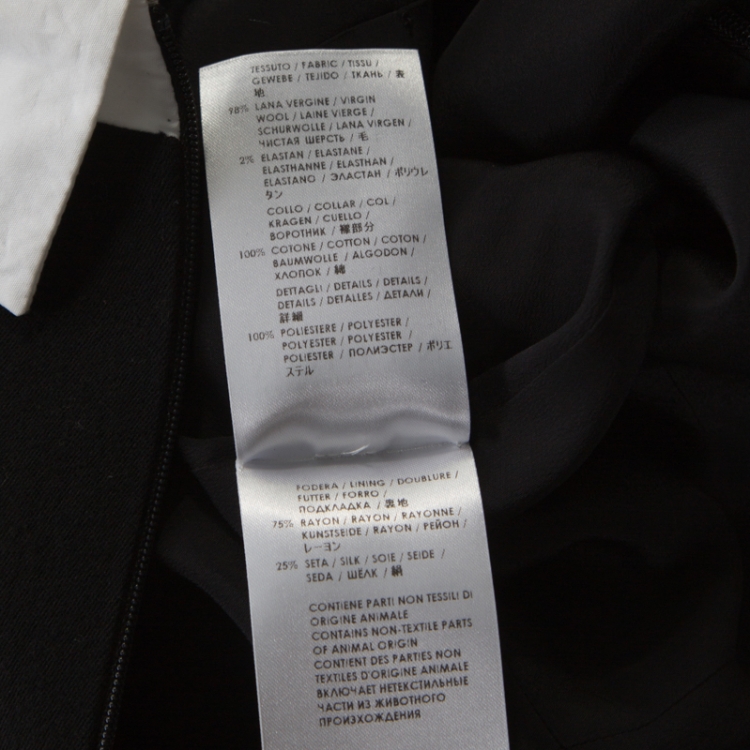 TESSUTO / FABRIC / TISSU /
GEWEBE / TEJIDO / ТКАНЬ / 表
地
98% LANA VERGINE / VIRGIN
WOOL / LAINE VIERGE /
SCHURWOLLE / LANA VIRGEN /
ЧИСТАЯ ШЕРСТЬ / 毛
2% ELASTAN / ELASTANE /
ELASTHANNE / ELASTHAN /
ELASTANO / ЭЛАСТАН / ポリウレ
タン
COLLO / COLLAR / COL /
KRAGEN / CUELLO /
ВОРОТНИК / 襟部分
100% COTONE / COTTON / COTON /
BAUMWOLLE / ALGODON /
ХЛОПОК / 綿
DETTAGLI / DETAILS / DETAILS /
DETAILS / DETALLES / ДЕТАЛИ /
詳細
100% POLIESTERE / POLYESTER /
POLYESTER / POLYESTER /
POLIESTER / ПОЛИЭСТЕР / ポリエ
ステル
FODERA / LINING / DOUBLURE /
FUTTER / FORRO /
ПОДКЛАДКА / 裏地
75% RAYON / RAYON / RAYONNE /
KUNSTSEIDE / RAYON / РЕЙОН /
レーヨン
25% SETA / SILK / SOIE / SEIDE /
SEDA / ШЁЛК / 絹
CONTIENE PARTI NON TESSILI DI
ORIGINE ANIMALE
CONTAINS NON-TEXTILE PARTS
OF ANIMAL ORIGIN
CONTIENT DES PARTIES NON
TEXTILES D'ORIGINE ANIMALE
ВКЛЮЧАЕТ НЕТЕКСТИЛЬНЫЕ
ЧАСТИ ИЗ ЖИВОТНОГО
ПРОИСХОЖДЕНИЯ